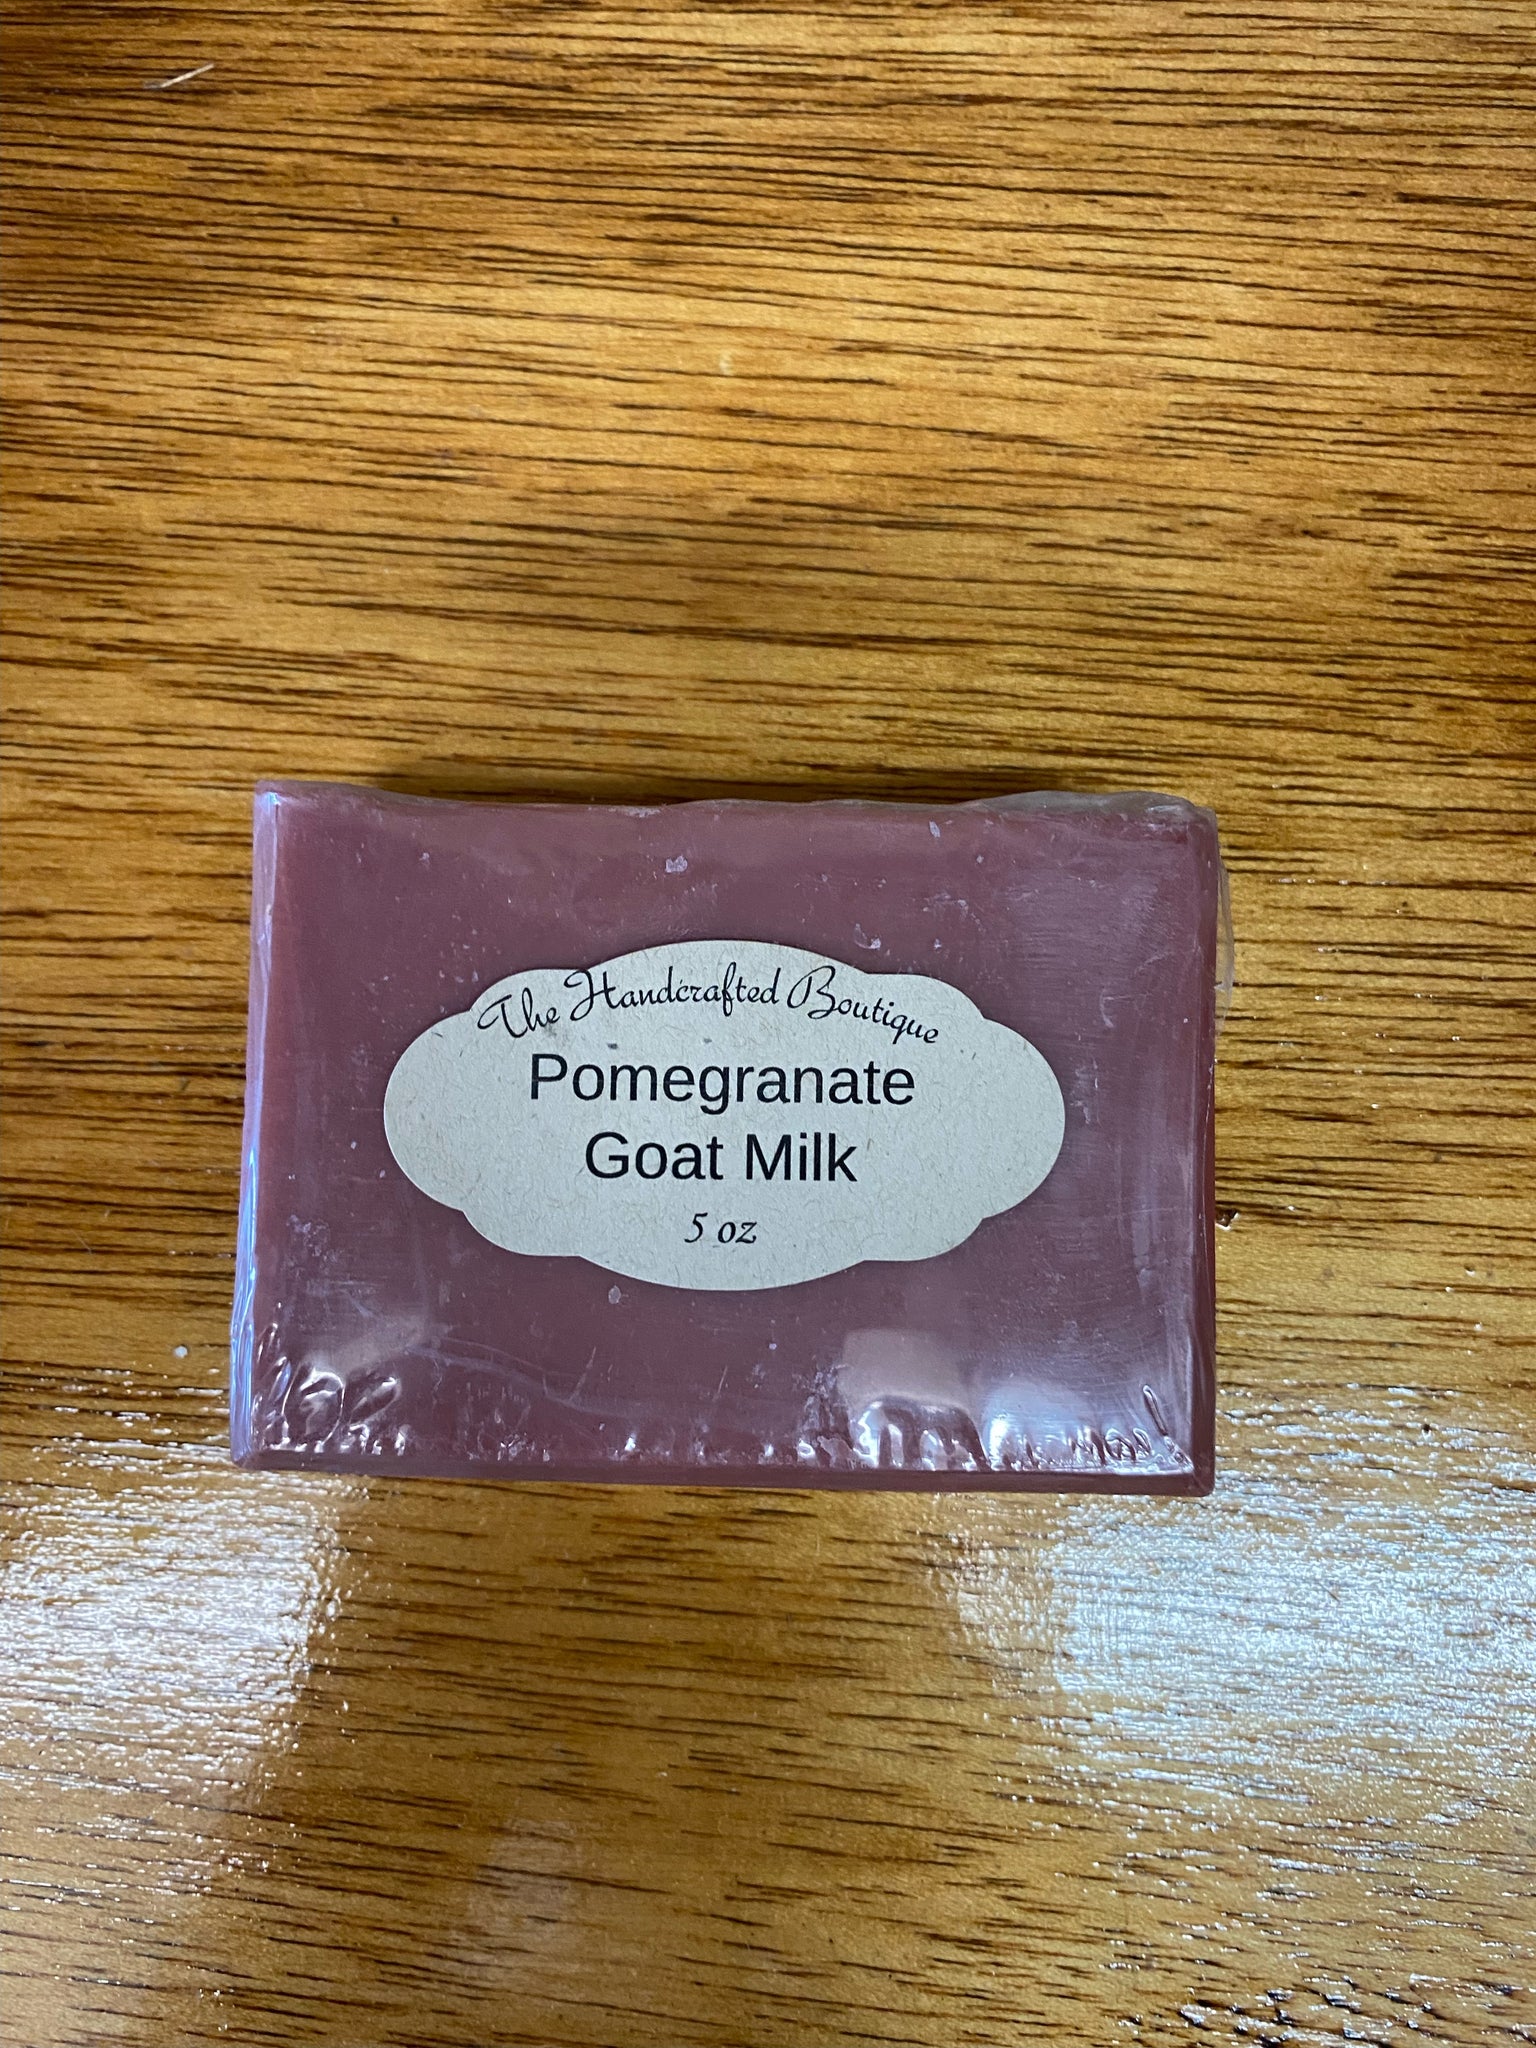 The Handcrafted Boutique
Pomegranate
Goat Milk
5 oz